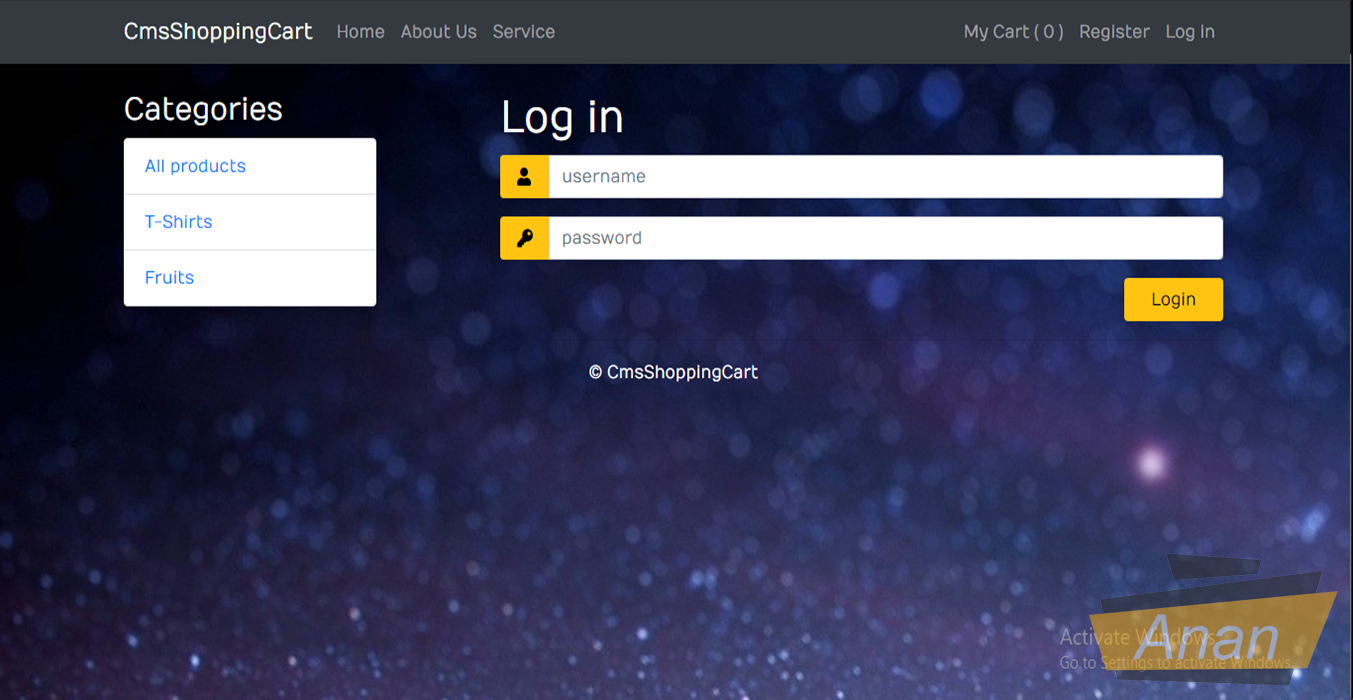 CmsShoppingCart Home About Us Service My Cart ( 0 ) Register Log in
Categories
All products
T-Shirts
Fruits
Log in
username
password
Login
© CmsShoppingCart
Activate Windows
Go to Settings to activate Windows.
Anan